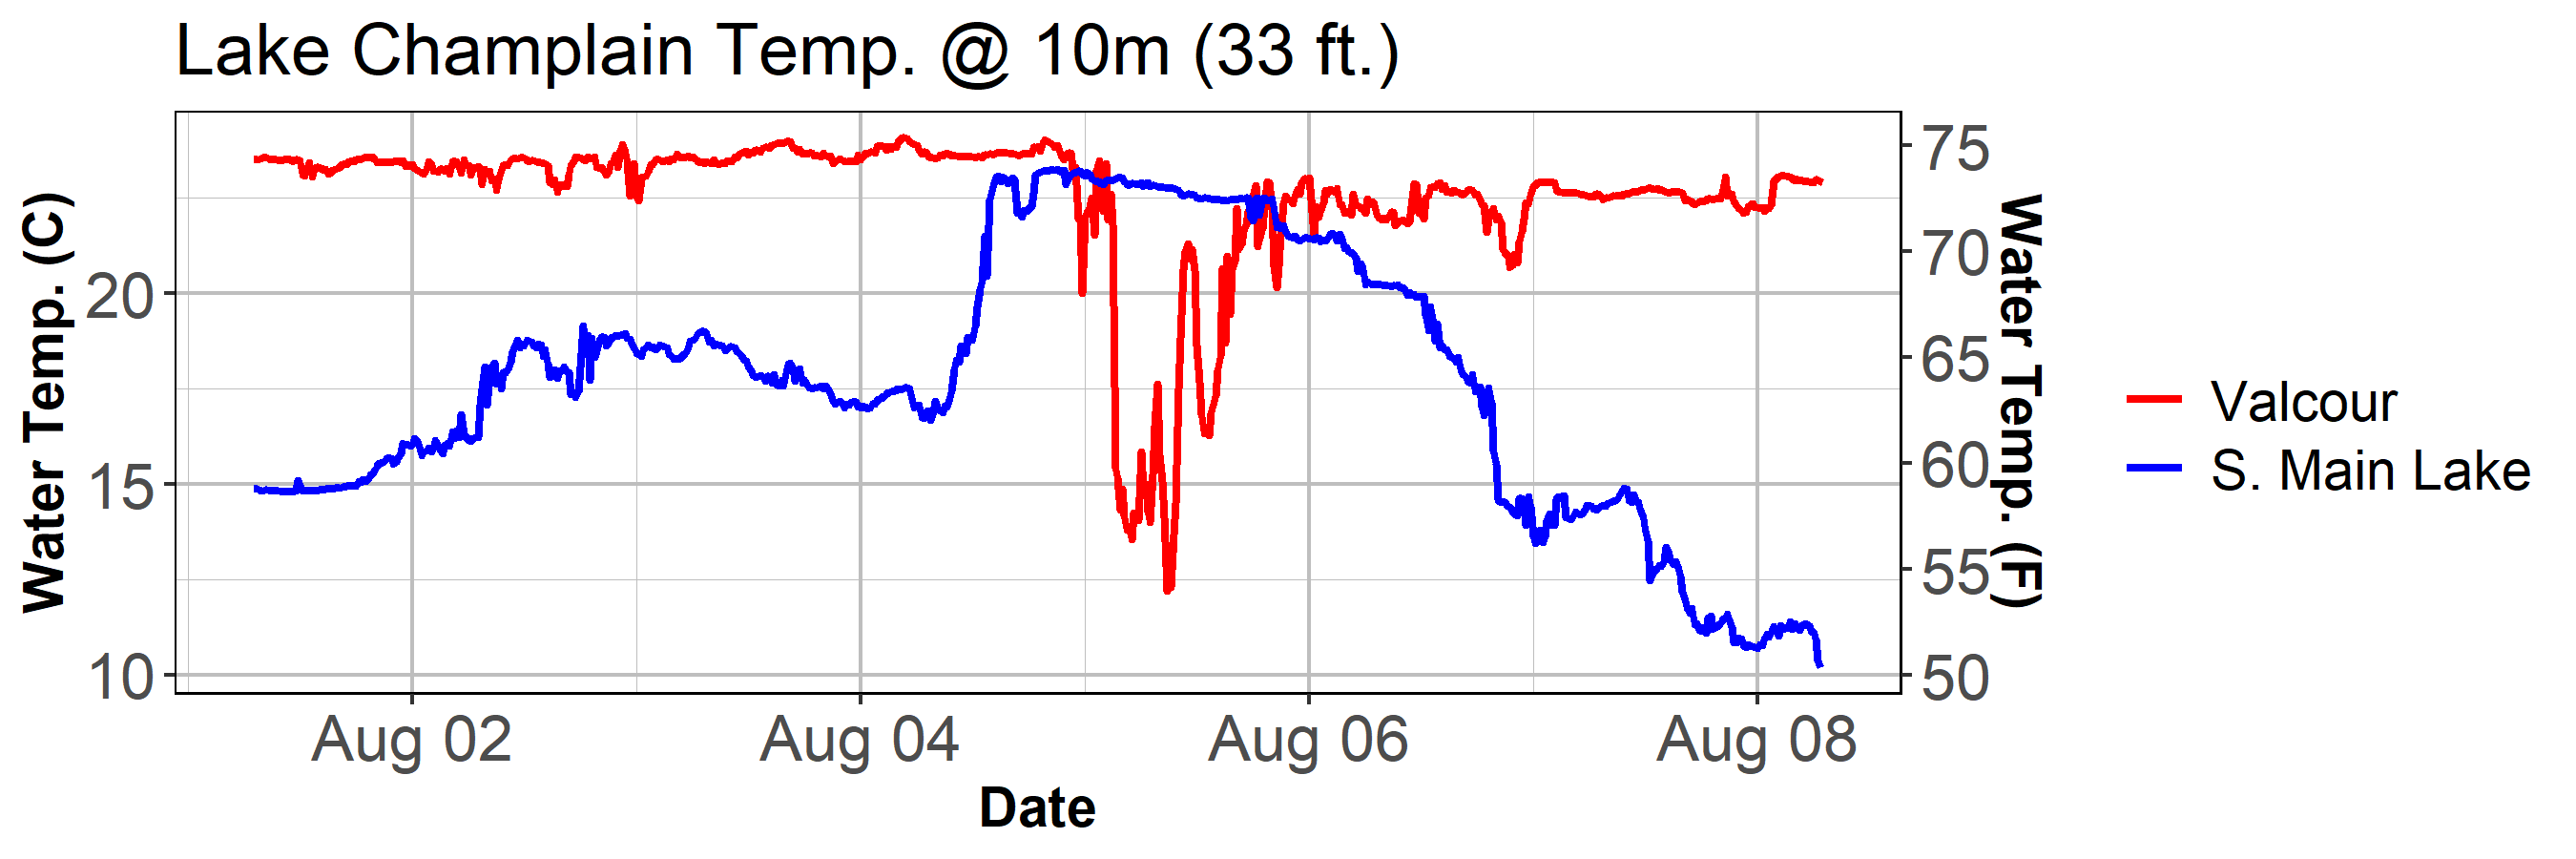 Lake Champlain Temp. @ 10m (33 ft.)
Water Temp. (C)
20
15
10
75
70
65
60
55
50
Water Temp. (F)
Aug 02
Aug 04
Aug 06
Aug 08
Date
Valcour
S. Main Lake